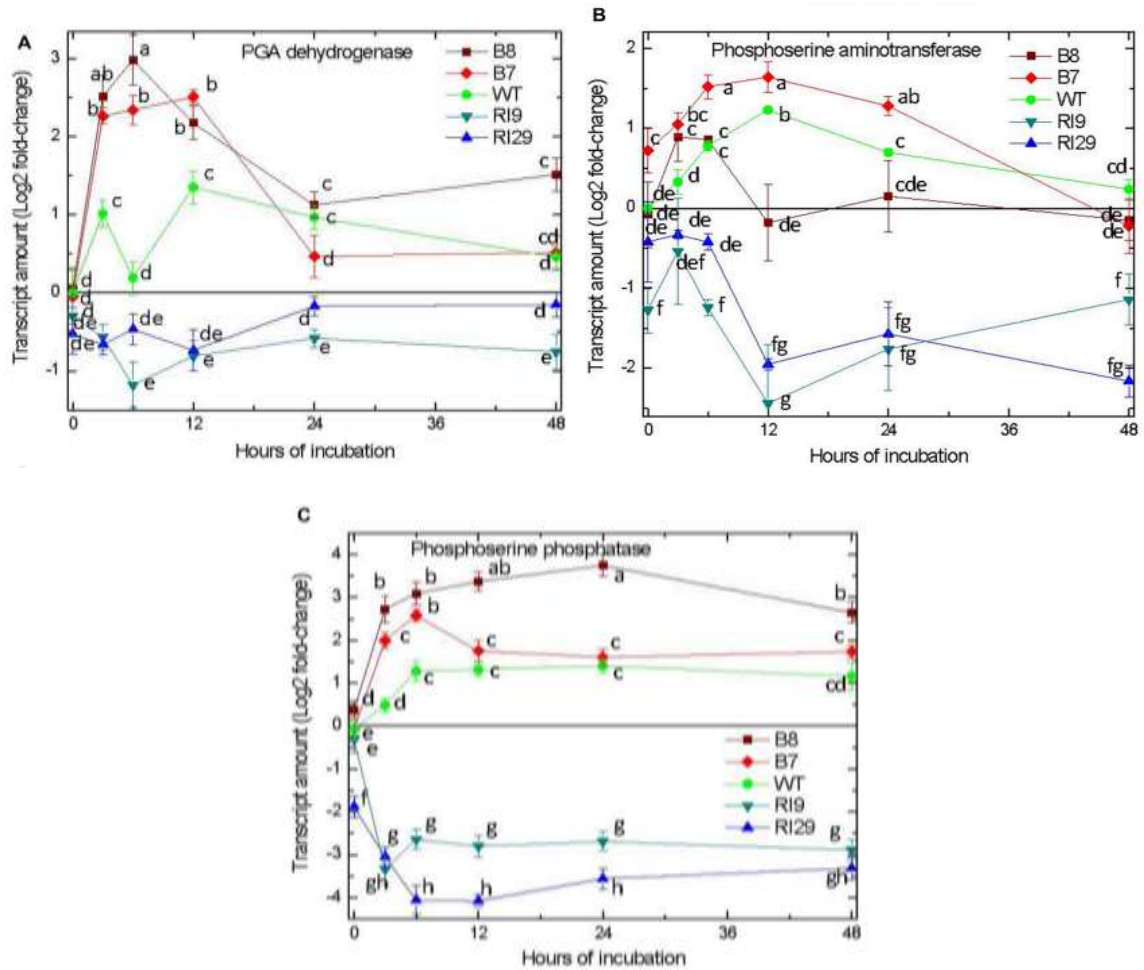 A
PGA dehydrogenase
B8
B7
WT
RI9
RI29
Transcript amount (Log2 fold-change)
3
2
1
0
-1
ab
a
b
b
b
b
c
d
c
c
c
d
c
cd
d
d
d
de
de
de
e
e
e
d
d
e
0
12
24
36
48
Hours of incubation
B
Phosphoserine aminotransferase
B8
B7
WT
RI9
RI29
Transcript amount (Log2 fold-change)
2
1
0
-1
-2
c
bc
c
a
c
c
a
b
ab
c
cde
cd
d
de
de
de
de
de
de
de
def
f
f
fg
g
fg
fg
f
fg
0
12
24
36
48
Hours of incubation
C
Phosphoserine phosphatase
B8
B7
WT
RI9
RI29
Transcript amount (Log2 fold-change)
4
3
2
1
0
-1
-2
-3
-4
b
b
ab
a
b
c
b
c
c
c
d
d
c
c
c
cd
e
e
f
g
g
g
g
g
gh
h
h
h
gh
0
12
24
36
48
Hours of incubation